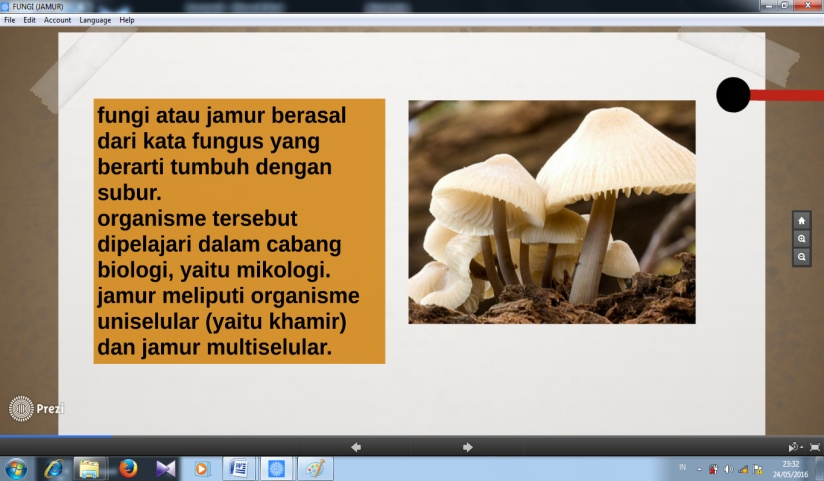 FUNGI (JAMUR)
File Edit Account Language Help
fungi atau jamur berasal
dari kata fungus yang
berarti tumbuh dengan
subur.
organisme tersebut
dipelajari dalam cabang
biologi, yaitu mikologi.
jamur meliputi organisme
uniselular (yaitu khamir)
dan jamur multiselular.
Prezi
IN
23:32
24/05/2016